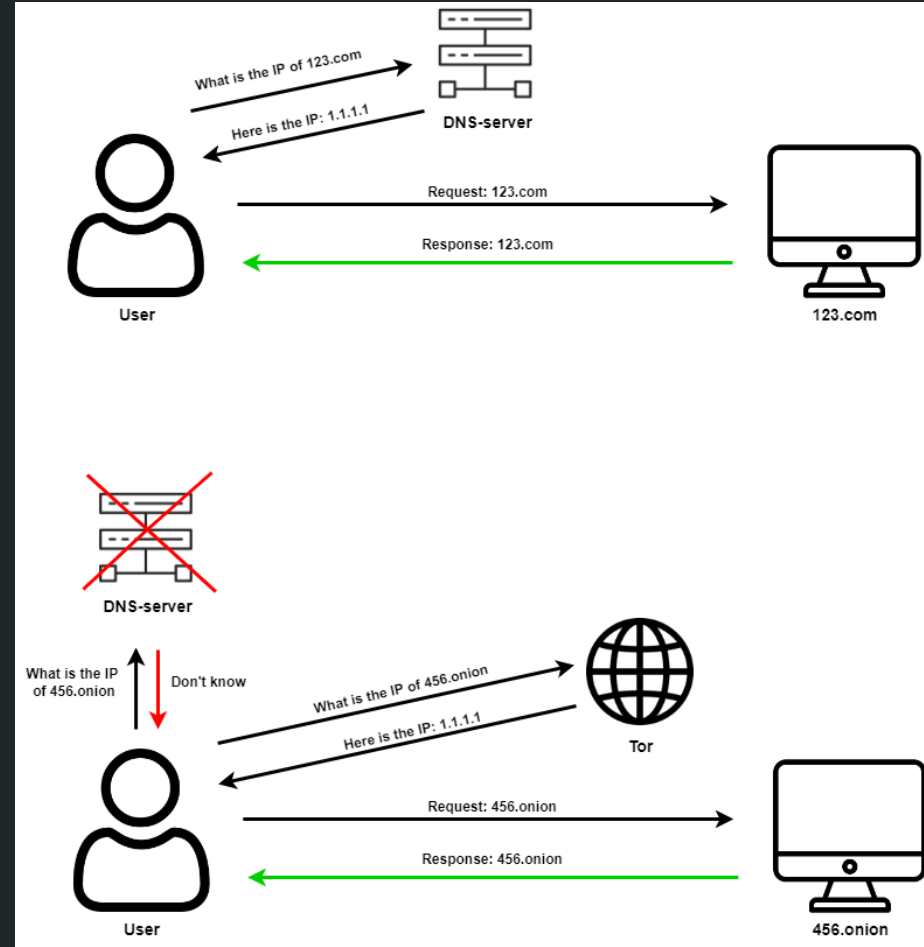 What is the IP of 123.com
Here is the IP: 1.1.1.1
DNS-server
Request: 123.com
Response: 123.com
User
123.com
DNS-server
What is the IP
of 456.onion
Don't know
What is the IP of 456.onion
Here is the IP: 1.1.1.1
Tor
Request: 456.onion
Response: 456.onion
User
456.onion